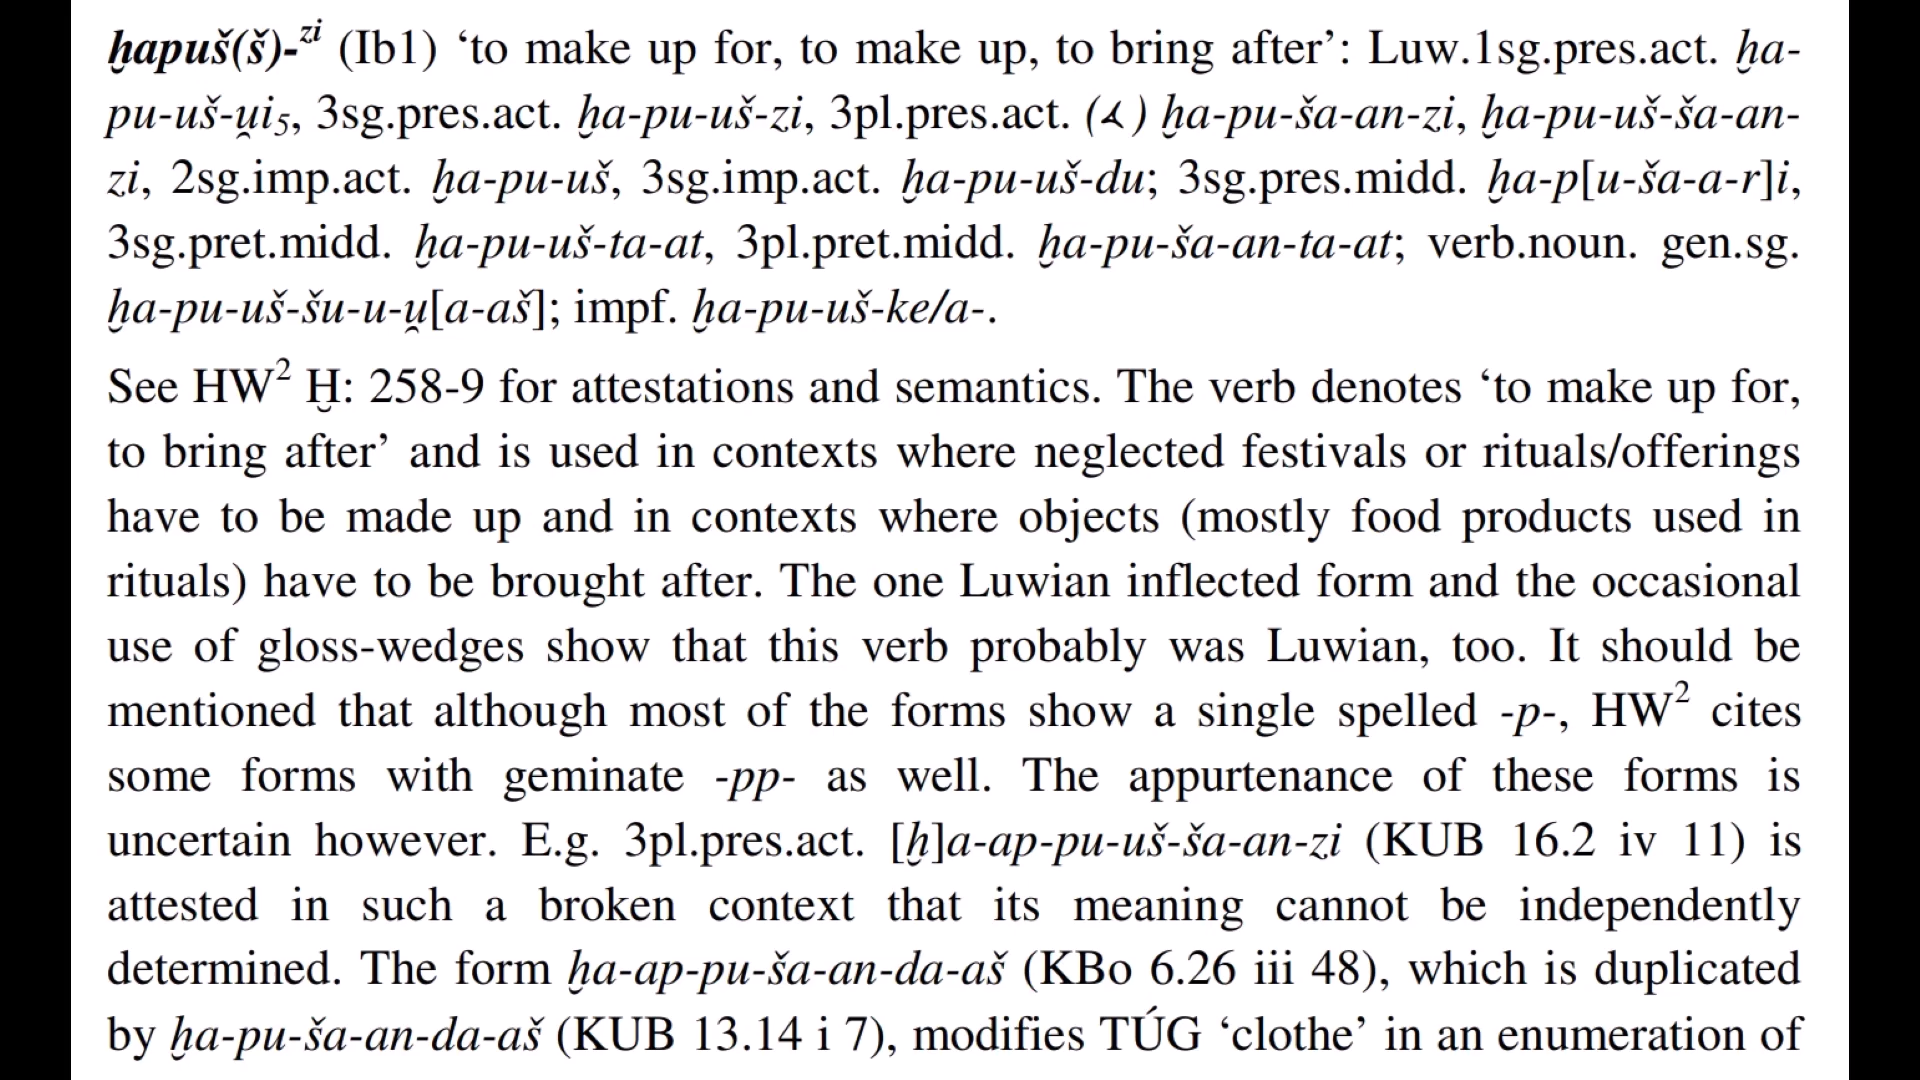 ḫapuš(š)-zi (Ib1) ‘to make up for, to make up, to bring after’: Luw.1sg.pres.act. ḫa-
pu-uš-u̯i5, 3sg.pres.act. ḫa-pu-uš-zi, 3pl.pres.act. (𒀹) ḫa-pu-ša-an-zi, ḫa-pu-uš-ša-an-
zi, 2sg.imp.act. ḫa-pu-uš, 3sg.imp.act. ḫa-pu-uš-du; 3sg.pres.midd. ḫa-p[u-ša-a-r]i,
3sg.pret.midd. ḫa-pu-uš-ta-at, 3pl.pret.midd. ḫa-pu-ša-an-ta-at; verb.noun. gen.sg.
ḫa-pu-uš-šu-u-u̯[a-aš]; impf. ḫa-pu-uš-ke/a-.
See HW2 Ḫ: 258-9 for attestations and semantics. The verb denotes ‘to make up for,
to bring after’ and is used in contexts where neglected festivals or rituals/offerings
have to be made up and in contexts where objects (mostly food products used in
rituals) have to be brought after. The one Luwian inflected form and the occasional
use of gloss-wedges show that this verb probably was Luwian, too. It should be
mentioned that although most of the forms show a single spelled -p-, HW2 cites
some forms with geminate -pp- as well. The appurtenance of these forms is
uncertain however. E.g. 3pl.pres.act. [ḫ]a-ap-pu-uš-ša-an-zi (KUB 16.2 iv 11) is
attested in such a broken context that its meaning cannot be independently
determined. The form ḫa-ap-pu-ša-an-da-aš (KBo 6.26 iii 48), which is duplicated
by ḫa-pu-ša-an-da-aš (KUB 13.14 i 7), modifies TÚG ‘clothe’ in an enumeration of